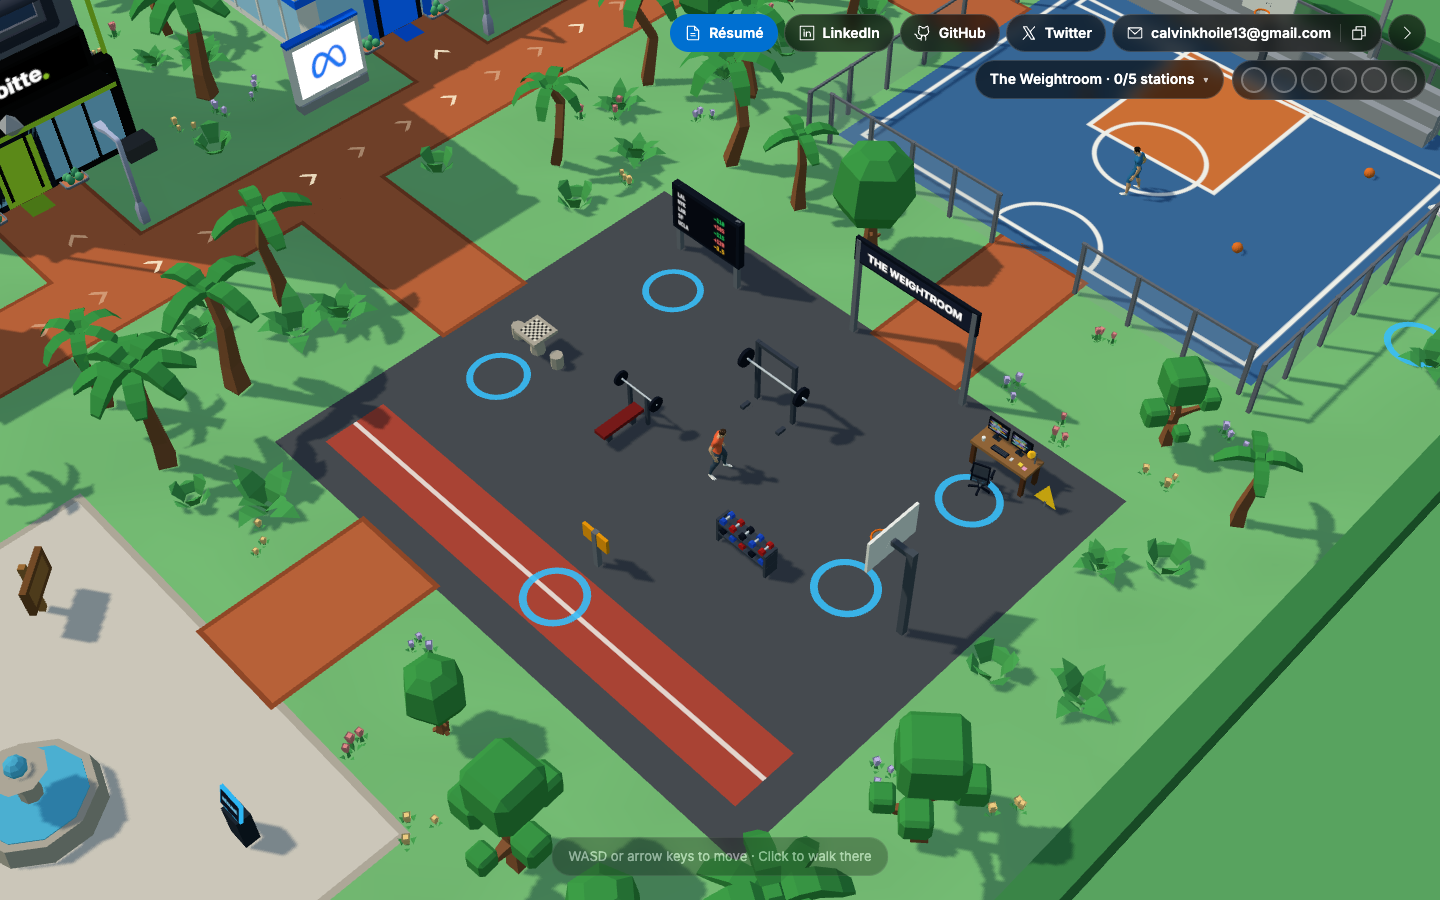 Résumé
LinkedIn
GitHub
Twitter
calvinkhoile13@gmail.com
The Weightroom · 0/5 stations
oitte.
THE WEIGHTROOM
WASD or arrow keys to move · Click to walk there